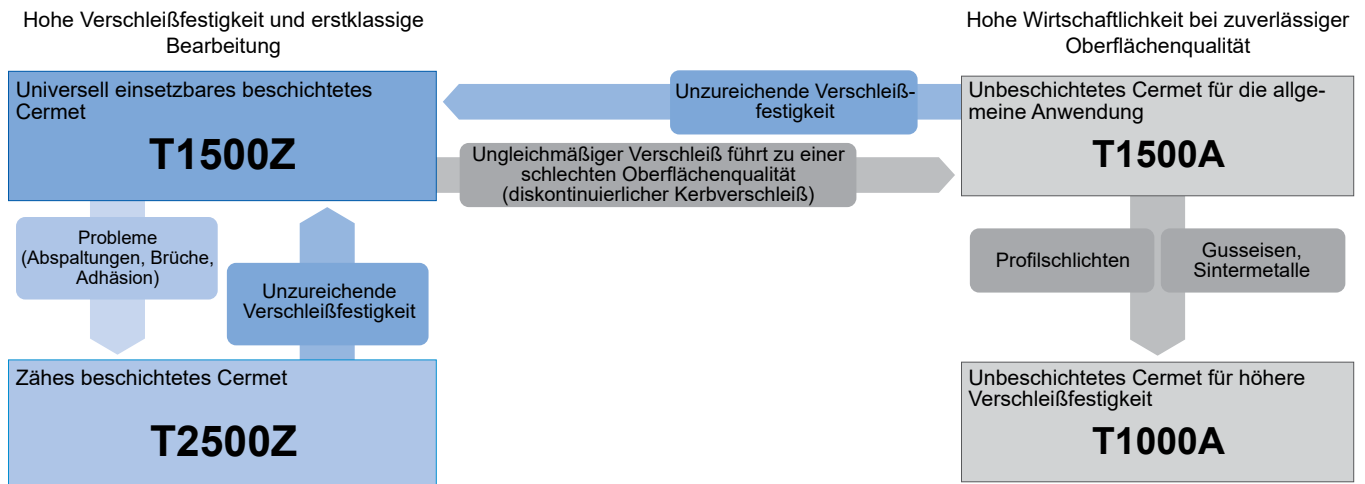 Hohe Verschleißfestigkeit und erstklassige
Bearbeitung
Hohe Wirtschaftlichkeit bei zuverlässiger
Oberflächenqualität
Universell einsetzbares beschichtetes
Cermet
T1500Z
Unzureichende Verschleiß-
festigkeit
Unbeschichtetes Cermet für die allge-
meine Anwendung
T1500A
Ungleichmäßiger Verschleiß führt zu einer
schlechten Oberflächenqualität
(diskontinuierlicher Kerbverschleiß)
Probleme
(Abspaltungen, Brüche,
Adhäsion)
Unzureichende
Verschleißfestigkeit
Profilschlichten
Gusseisen,
Sintermetalle
Zähes beschichtetes Cermet
T2500Z
Unbeschichtetes Cermet für höhere
Verschleißfestigkeit
T1000A